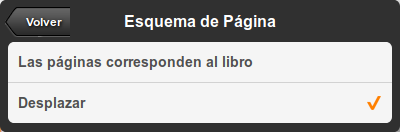 Volver
Esquema de Página
Las páginas corresponden al libro
Desplazar